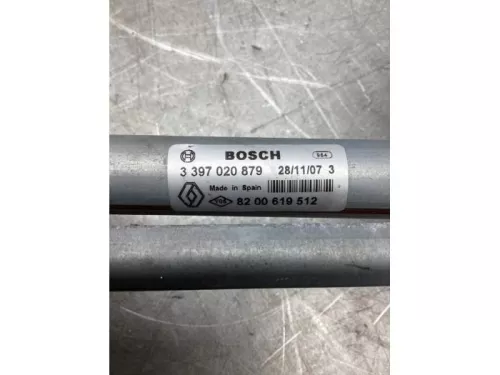 BOSCH
3 397 020 879 28/11/07 3
Made in Spain
82 00 619 512